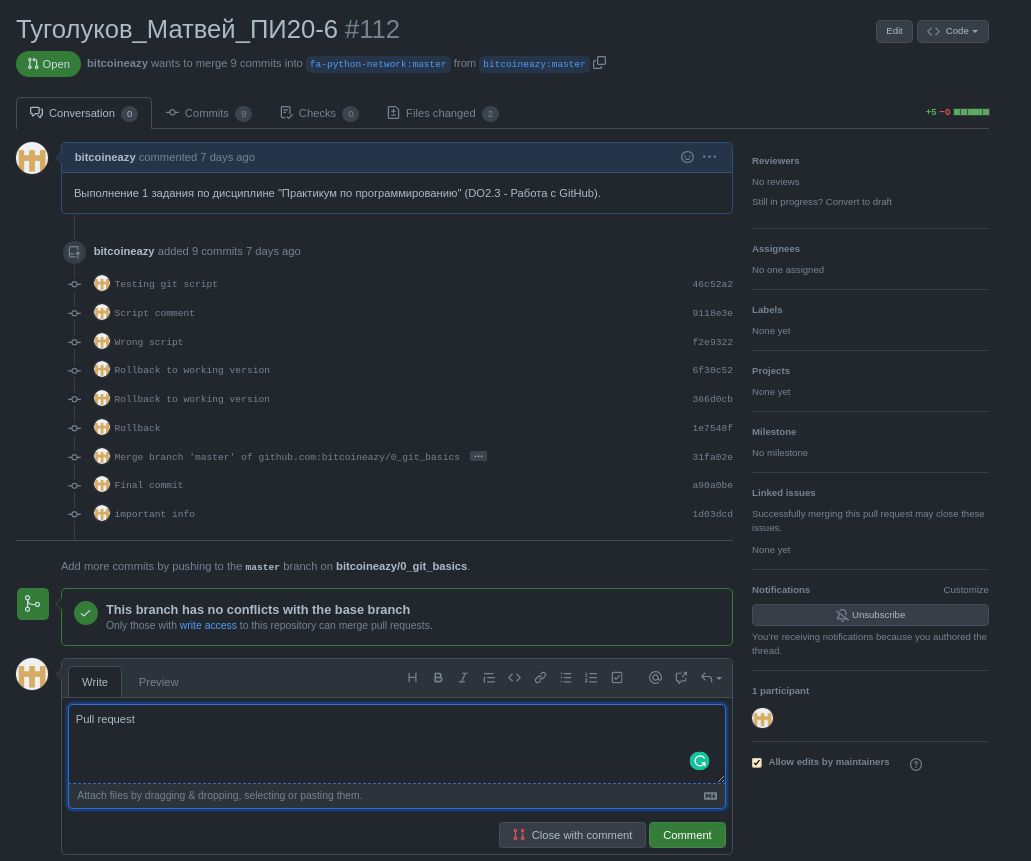 Туголуков_Матвей_ПИ20-6 #112
Edit
Code
Open
bitcoineazy wants to merge 9 commits into fa-python-network:master from bitcoineazy:master
Conversation 0
Commits 9
Checks 0
Files changed 2
+5 −0
bitcoineazy commented 7 days ago
Выполнение 1 задания по дисциплине "Практикум по программированию" (DO2.3 - Работа с GitHub).
bitcoineazy added 9 commits 7 days ago
Testing git script 46c52a2
Script comment 9118e3e
Wrong script f2e9322
Rollback to working version 6f30c52
Rollback to working version 366d0cb
Rollback 1e7548f
Merge branch 'master' of github.com:bitcoineazy/0_git_basics ... 31fa02e
Final commit a90a0be
important info 1d03dcd
Add more commits by pushing to the master branch on bitcoineazy/0_git_basics.
This branch has no conflicts with the base branch
Only those with write access to this repository can merge pull requests.
Write
Preview
Pull request
Attach files by dragging & dropping, selecting or pasting them.
Close with comment
Comment
Reviewers
No reviews
Still in progress? Convert to draft
Assignees
No one assigned
Labels
None yet
Projects
None yet
Milestone
No milestone
Linked issues
Successfully merging this pull request may close these
issues.
None yet
Notifications
Customize
Unsubscribe
You're receiving notifications because you authored the
thread.
1 participant
Allow edits by maintainers